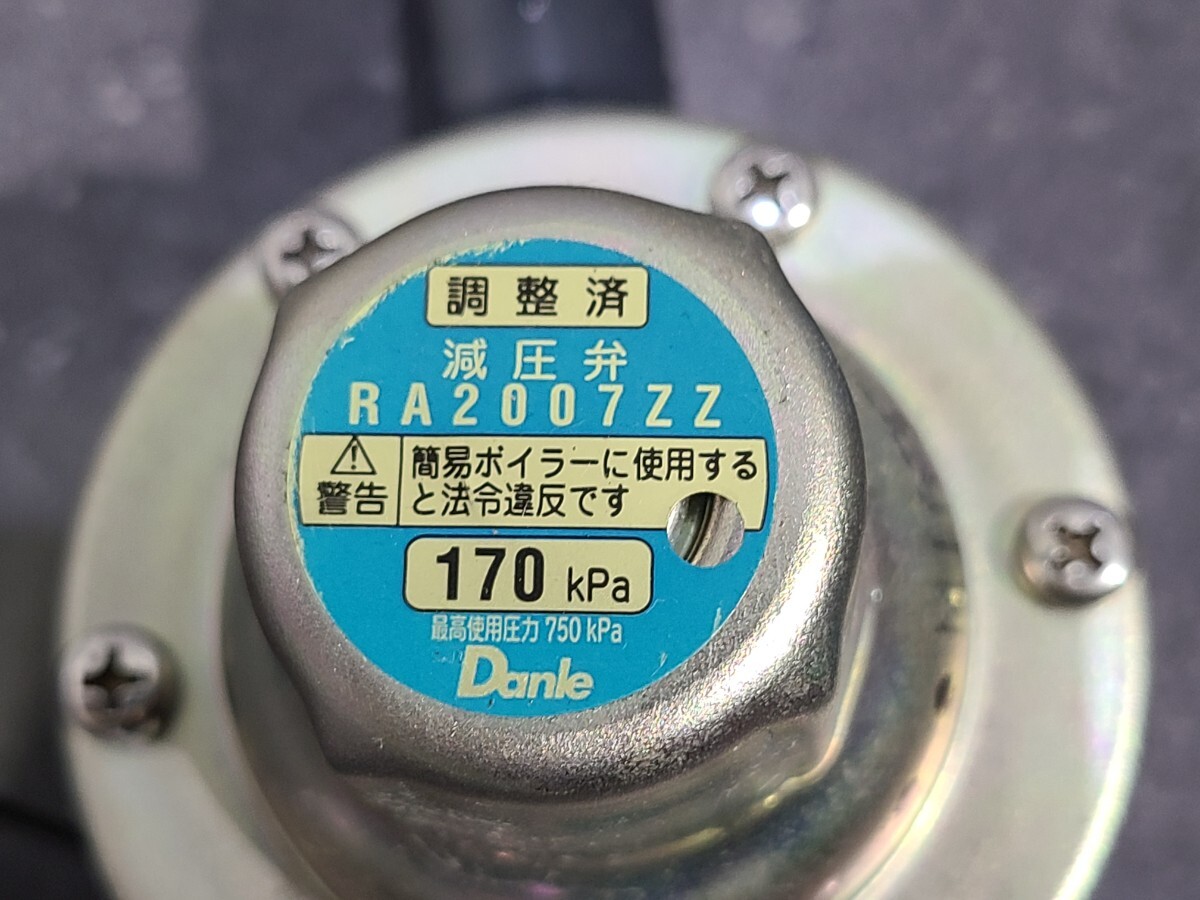 調整済
減圧弁
RA2007ZZ
警告
簡易ボイラーに使用する
と法令違反です
170 kPa
最高使用圧力 750 kPa
Danle